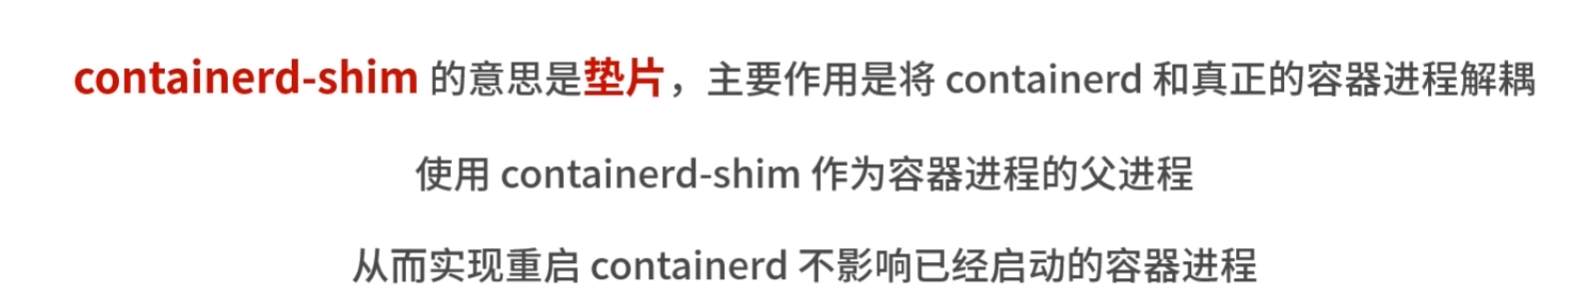 containerd-shim 的意思是垫片，主要作用是将 containerd 和真正的容器进程解耦
使用 containerd-shim 作为容器进程的父进程
从而实现重启 containerd 不影响已经启动的容器进程